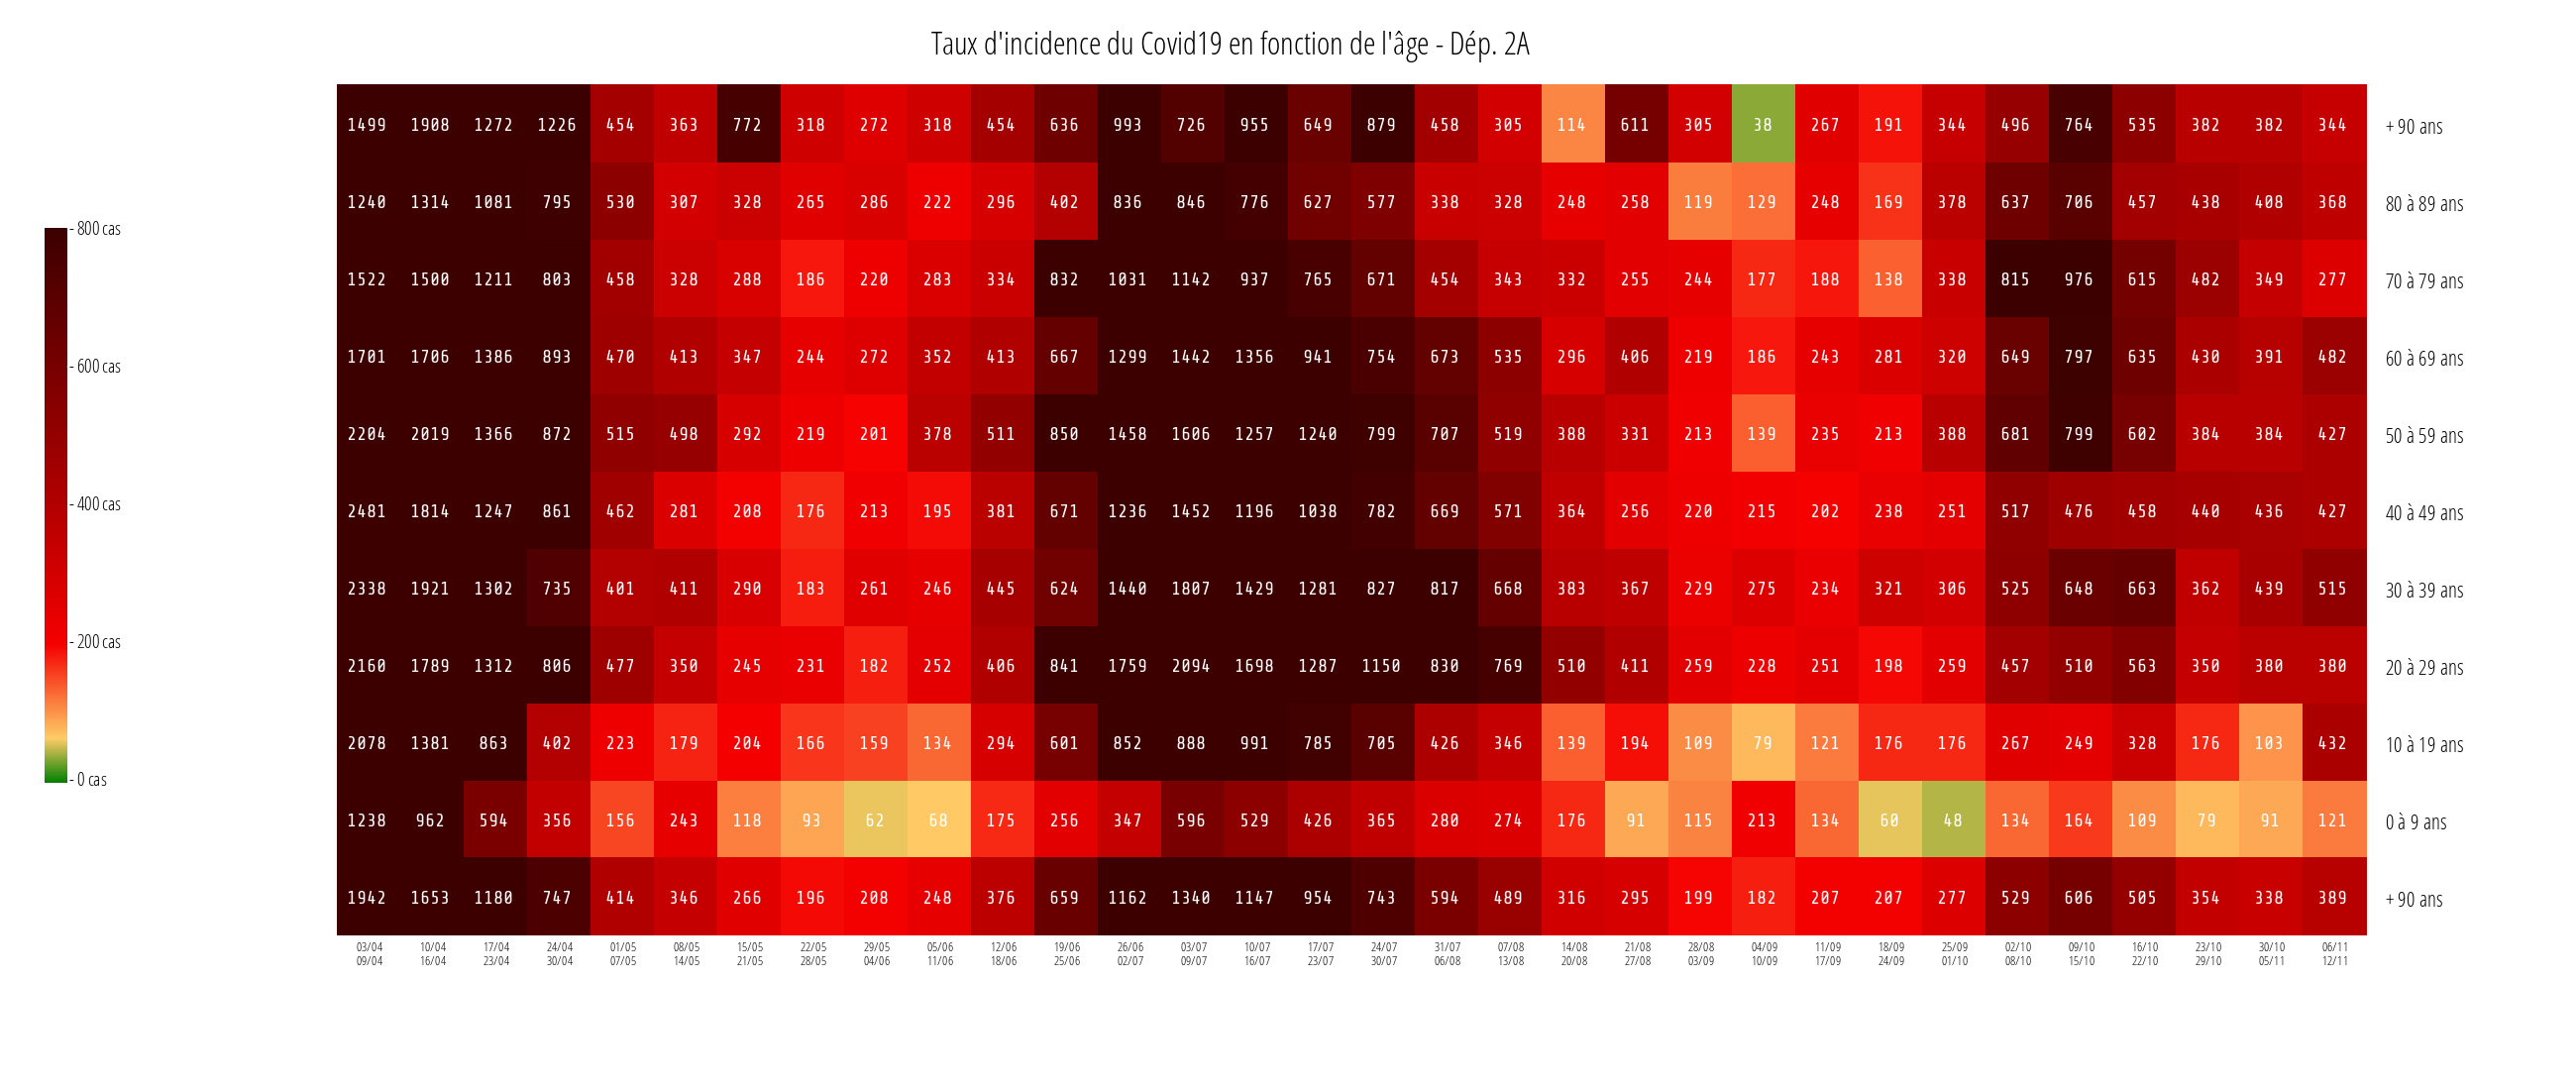 Taux d'incidence du Covid19 en fonction de l'âge - Dép. 2A
1499 1908 1272 1226 454 363 772 318 272 318 454 636 993 726 955 649 879 458 305 114 611 305 38 267 191 344 496 764 535 382 382 344 + 90 ans
1240 1314 1081 795 530 307 328 265 286 222 296 402 836 846 776 627 577 338 328 248 258 119 129 248 169 378 637 706 457 438 408 368 80 à 89 ans
- 800 cas
1522 1500 1211 803 458 328 288 186 220 283 334 832 1031 1142 937 765 671 454 343 332 255 244 177 188 138 338 815 976 615 482 349 277 70 à 79 ans
1701 1706 1386 893 470 413 347 244 272 352 413 667 1299 1442 1356 941 754 673 535 296 406 219 186 243 281 320 649 797 635 430 391 482 60 à 69 ans
- 600 cas
2204 2019 1366 872 515 498 292 219 201 378 511 850 1458 1606 1257 1240 799 707 519 388 331 213 139 235 213 388 681 799 602 384 384 427 50 à 59 ans
- 400 cas
2481 1814 1247 861 462 281 208 176 213 195 381 671 1236 1452 1196 1038 782 669 571 364 256 220 215 202 238 251 517 476 458 440 436 427 40 à 49 ans
2338 1921 1302 735 401 411 290 183 261 246 445 624 1440 1807 1429 1281 827 817 668 383 367 229 275 234 321 306 525 648 663 362 439 515 30 à 39 ans
- 200 cas
2160 1789 1312 806 477 350 245 231 182 252 406 841 1759 2094 1698 1287 1150 830 769 510 411 259 228 251 198 259 457 510 563 350 380 380 20 à 29 ans
2078 1381 863 402 223 179 204 166 159 134 294 601 852 888 991 785 705 426 346 139 194 109 79 121 176 176 267 249 328 176 103 432 10 à 19 ans
- 0 cas
1238 962 594 356 156 243 118 93 62 68 175 256 347 596 529 426 365 280 274 176 91 115 213 134 60 48 134 164 109 79 91 121 0 à 9 ans
1942 1653 1180 747 414 346 266 196 208 248 376 659 1162 1340 1147 954 743 594 489 316 295 199 182 207 207 277 529 606 505 354 338 389 + 90 ans
03/04 10/04 17/04 24/04 01/05 08/05 15/05 22/05 29/05 05/06 12/06 19/06 26/06 03/07 10/07 17/07 24/07 31/07 07/08 14/08 21/08 28/08 04/09 11/09 18/09 25/09 02/10 09/10 16/10 23/10 30/10 06/11
09/04 16/04 23/04 30/04 07/05 14/05 21/05 28/05 04/06 11/06 18/06 25/06 02/07 09/07 16/07 23/07 30/07 06/08 13/08 20/08 27/08 03/09 10/09 17/09 24/09 01/10 08/10 15/10 22/10 29/10 05/11 12/11